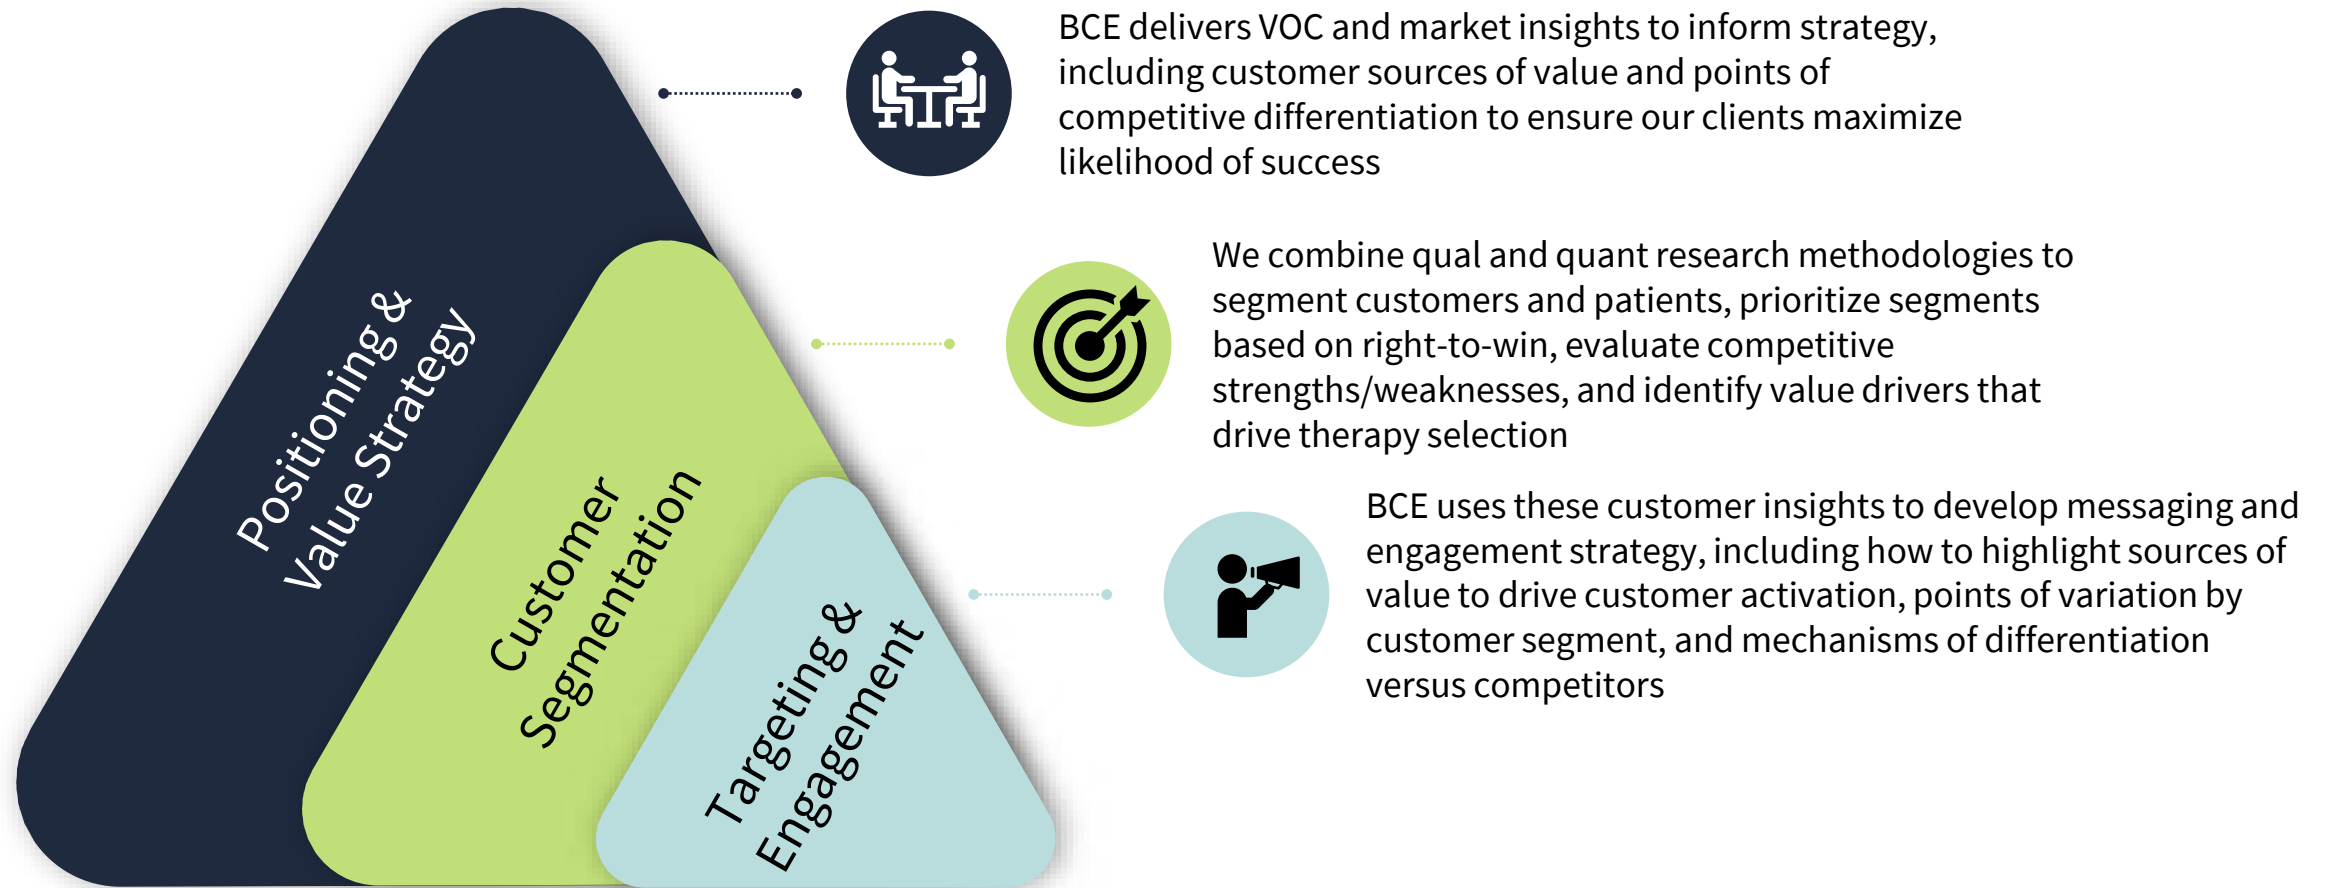 Positioning &
Value Strategy
BCE delivers VOC and market insights to inform strategy,
including customer sources of value and points of
competitive differentiation to ensure our clients maximize
likelihood of success
Customer
Segmentation
We combine qual and quant research methodologies to
segment customers and patients, prioritize segments
based on right-to-win, evaluate competitive
strengths/weaknesses, and identify value drivers that
drive therapy selection
Targeting &
Engagement
BCE uses these customer insights to develop messaging and
engagement strategy, including how to highlight sources of
value to drive customer activation, points of variation by
customer segment, and mechanisms of differentiation
versus competitors